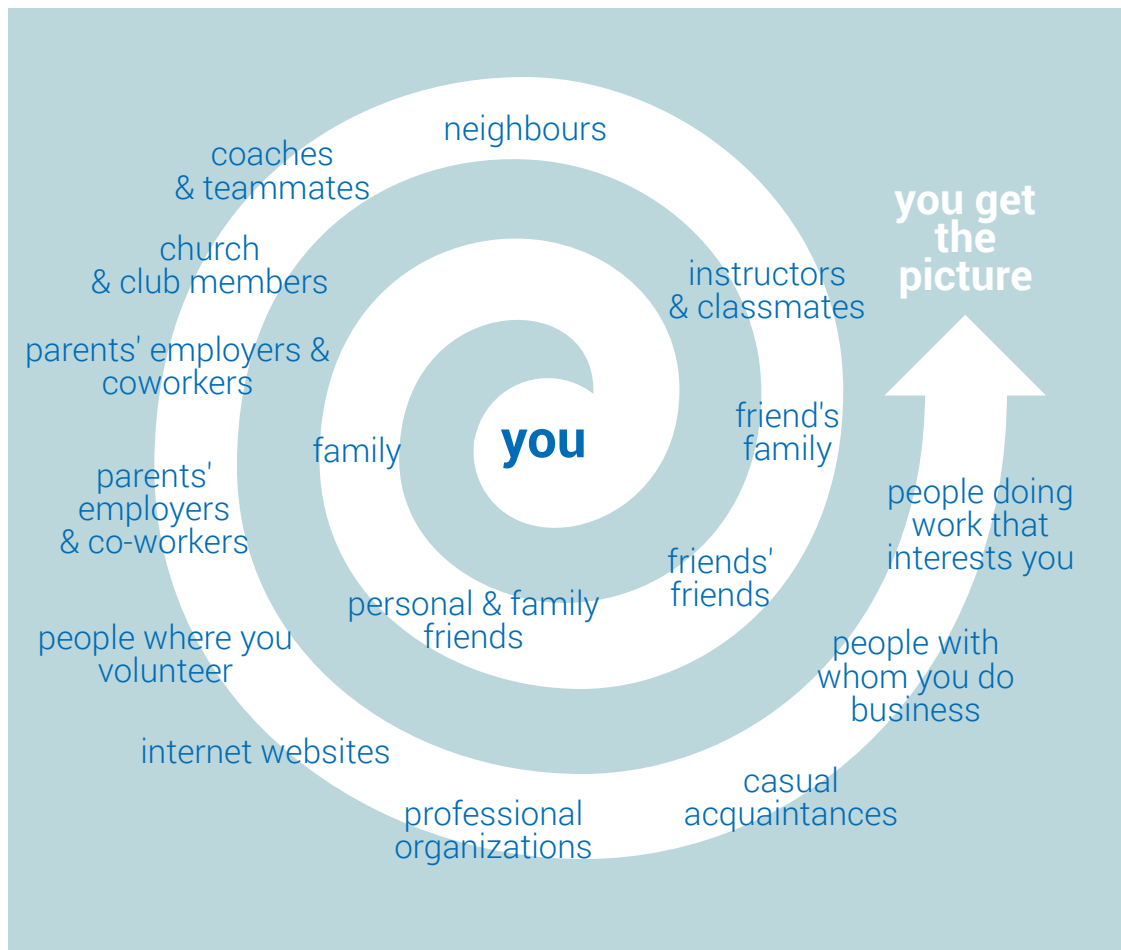 you
family
personal & family
friends
friends'
friends
friend's
family
instructors
& classmates
neighbours
coaches
& teammates
church
& club members
parents' employers &
coworkers
parents'
employers
& co-workers
people where you
volunteer
internet websites
professional
organizations
casual
acquaintances
people with
whom you do
business
people doing
work that
interests you
you get
the
picture